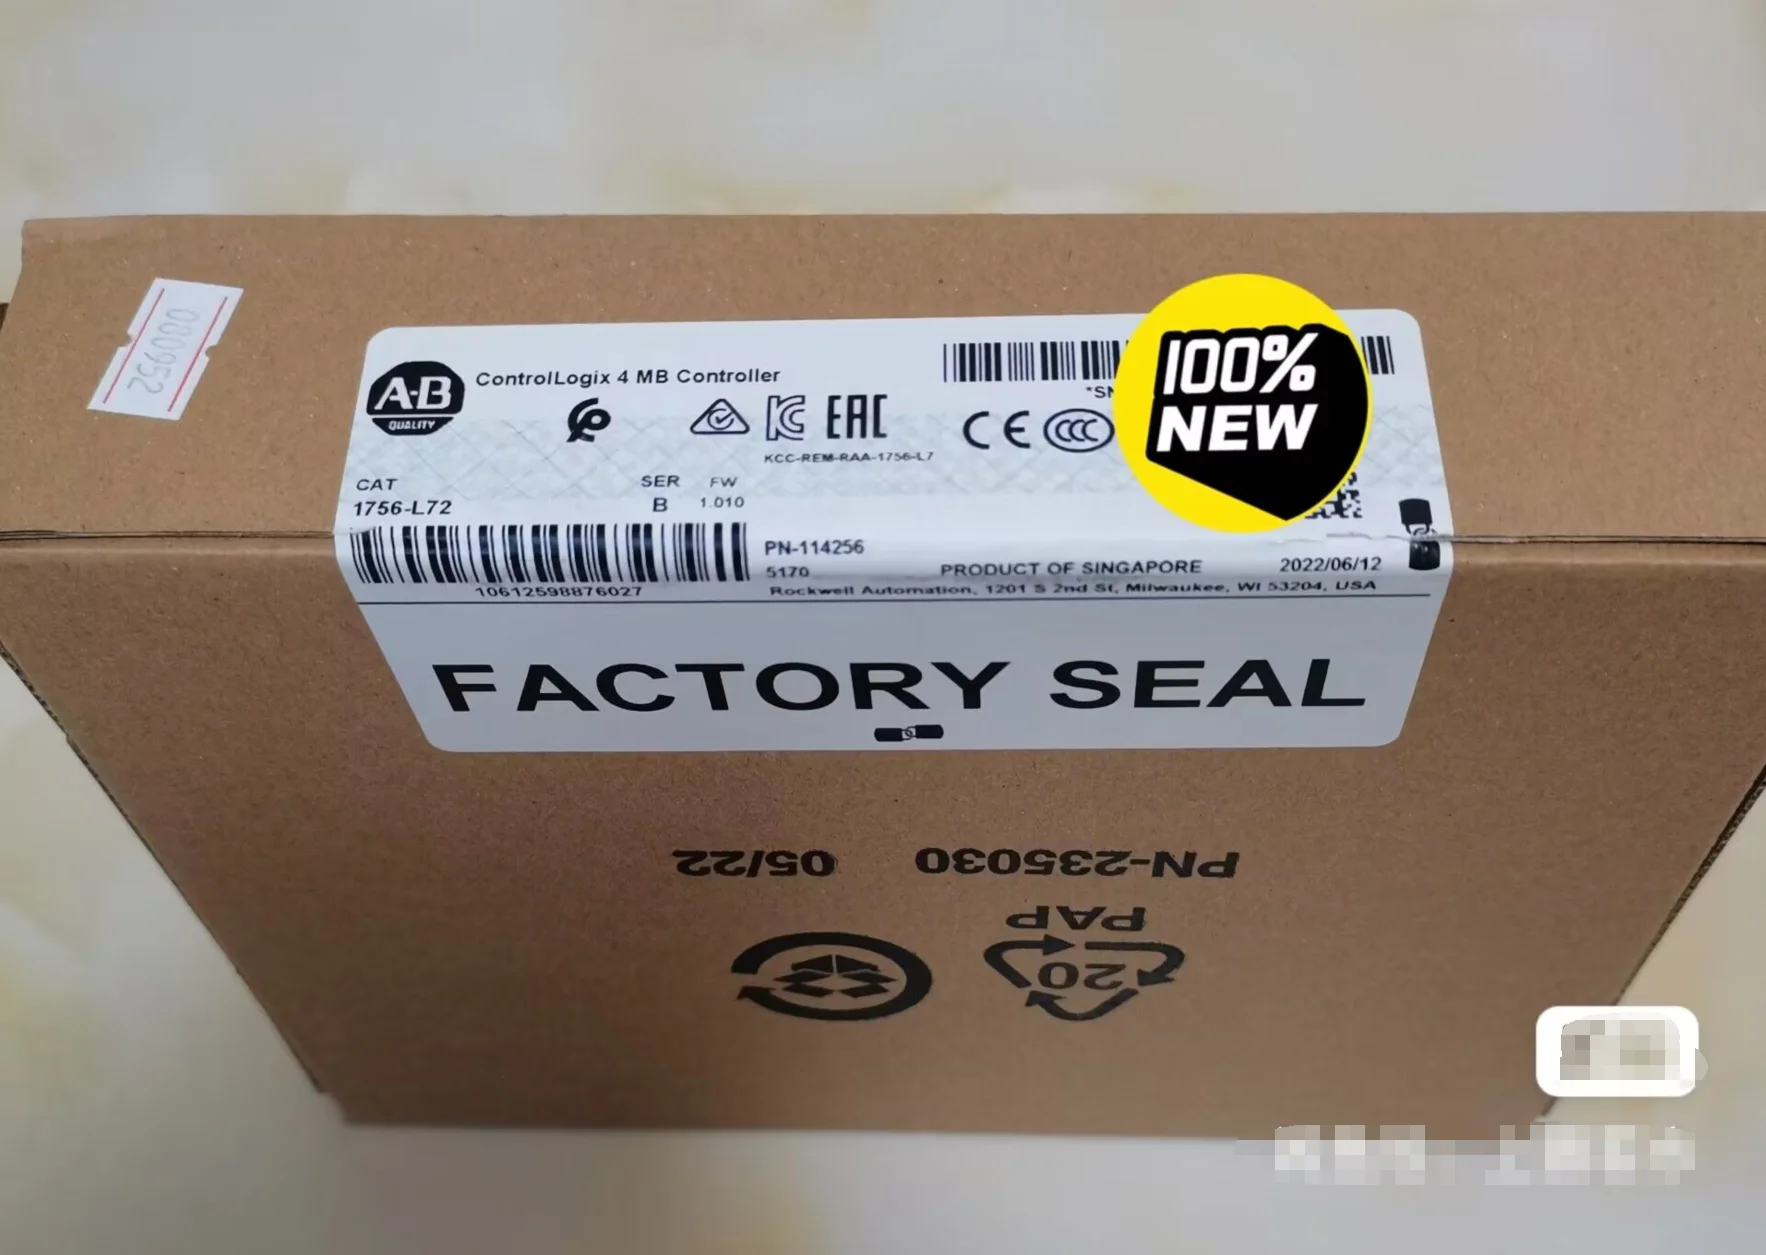 080952
A-B
QUALITY
ControlLogix 4 MB Controller
*SN
100%
NEW
EAC
CE
CCC
KCC-REM-RAA-1756-L7
CAT
SER
FW
1756-L72
B
1.010
10612598876027
PN-114256
5170
PRODUCT OF SINGAPORE
2022/06/12
Rockwell Automation, 1201 S 2nd St, Milwaukee, WI 53204, USA
FACTORY SEAL
PN-235030
05/22
PAP
20